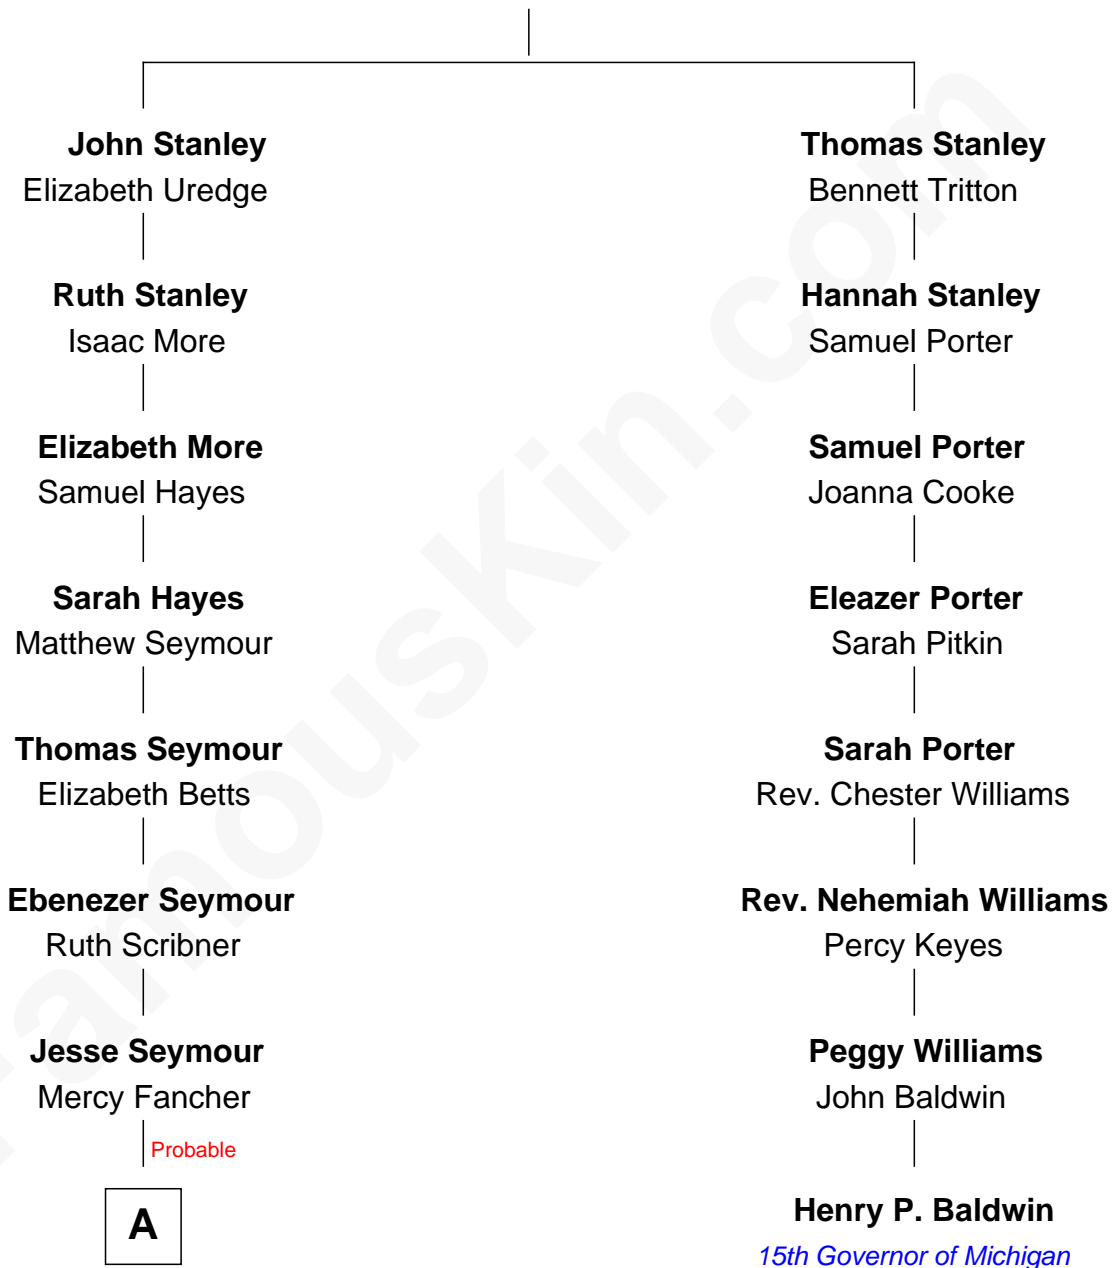 John Stanley
Elizabeth Uredge
Ruth Stanley
Isaac More
Elizabeth More
Samuel Hayes
Sarah Hayes
Matthew Seymour
Thomas Seymour
Elizabeth Betts
Ebenezer Seymour
Ruth Scribner
Jesse Seymour
Mercy Fancher
Probable
A
Thomas Stanley
Bennett Tritton
Hannah Stanley
Samuel Porter
Samuel Porter
Joanna Cooke
Eleazer Porter
Sarah Pitkin
Sarah Porter
Rev. Chester Williams
Rev. Nehemiah Williams
Percy Keyes
Peggy Williams
John Baldwin
Henry P. Baldwin
15th Governor of Michigan
FamousKin.com